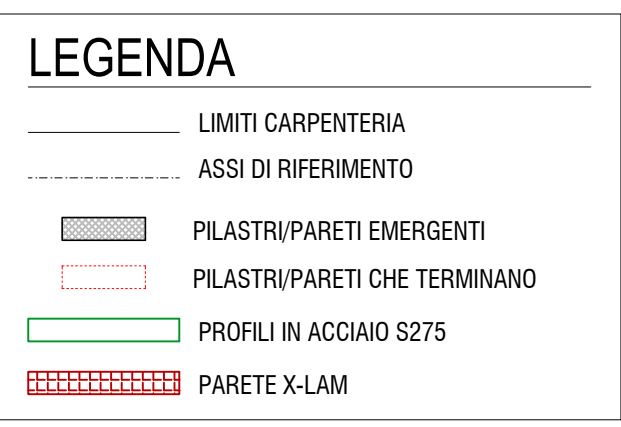 LEGENDA
LIMITI CARPENTERIA
ASSI DI RIFERIMENTO
PILASTRI/PARETI EMERGENTI
PILASTRI/PARETI CHE TERMINANO
PROFILI IN ACCIAIO S275
PARETE X-LAM